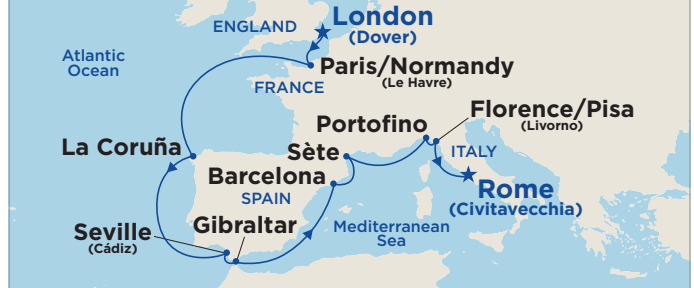 London
(Dover)
ENGLAND
Atlantic
Ocean
Paris/Normandy
(Le Havre)
FRANCE
Florence/Pisa
(Livorno)
Portofino
La Coruña
Sète
ITALY
Barcelona
SPAIN
Rome
(Civitavecchia)
Gibraltar
Seville
(Cádiz)
Mediterranean
Sea